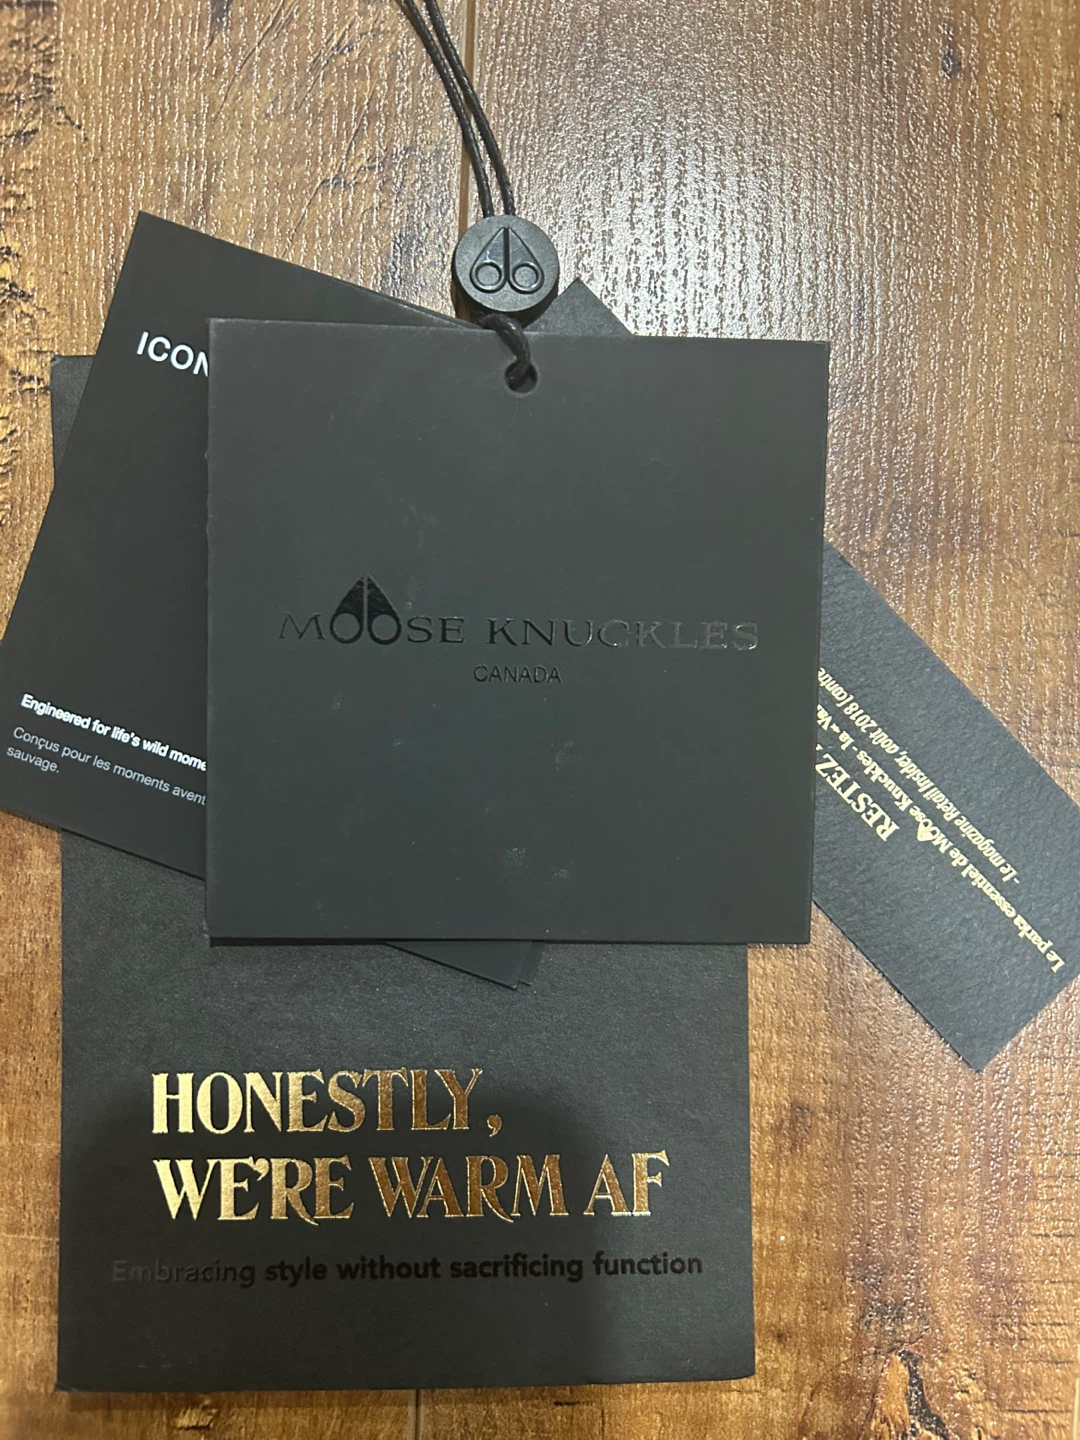 ICON
MOOSE KNUCKLES
CANADA
Engineered for life's wild mome
Conçus pour les moments avent
sauvage.
RESTEZ
Le parka essentiel de Moose Knuckles - la « Va
- Le magazine Retail Insider, août 2018 [contre
HONESTLY,
WE'RE WARM AF
Embracing style without sacrificing function